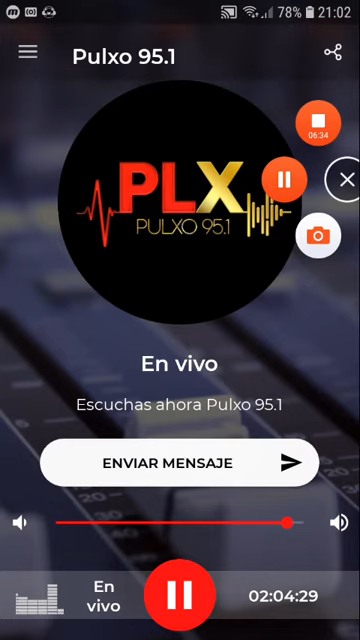 78% 21:02
Pulxo 95.1
06:34
PLX
PULXO 95.1
En vivo
Escuchas ahora Pulxo 95.1
ENVIAR MENSAJE
En
vivo
02:04:29